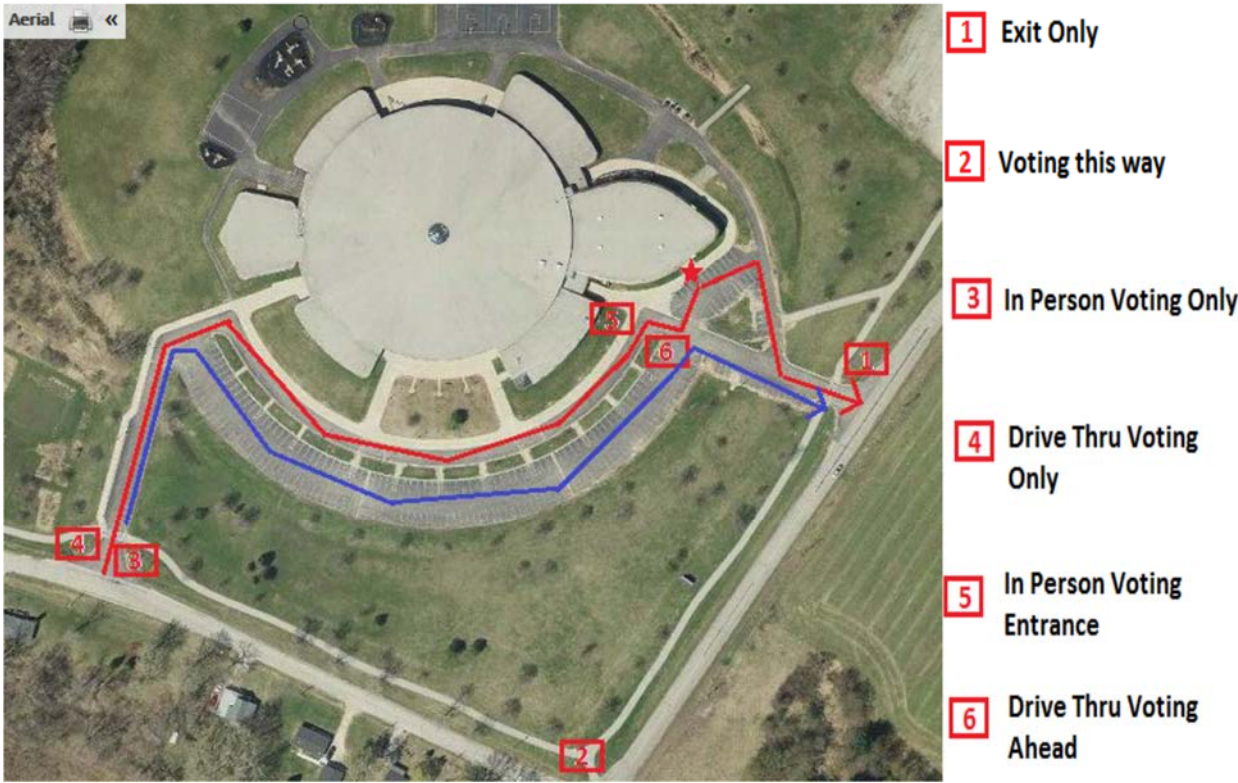 Aerial «
1 Exit Only
2 Voting this way
3 In Person Voting Only
4 Drive Thru Voting
Only
5 In Person Voting
Entrance
6 Drive Thru Voting
Ahead
5
6
1
4
3
2